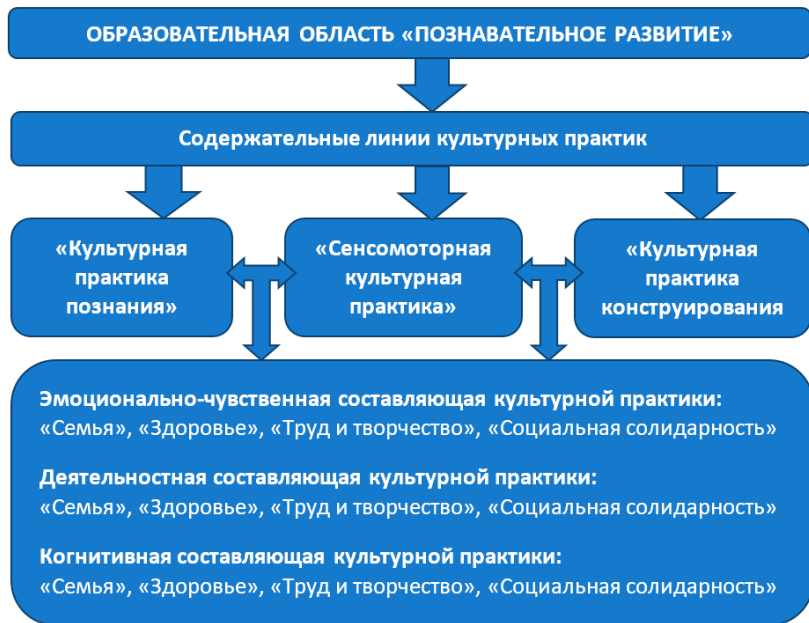 ОБРАЗОВАТЕЛЬНАЯ ОБЛАСТЬ «ПОЗНАВАТЕЛЬНОЕ РАЗВИТИЕ»
Содержательные линии культурных практик
«Культурная
практика
познания»
«Сенсомоторная
культурная
практика»
«Культурная
практика
конструирования
Эмоционально-чувственная составляющая культурной практики:
«Семья», «Здоровье», «Труд и творчество», «Социальная солидарность»
Деятельностная составляющая культурной практики:
«Семья», «Здоровье», «Труд и творчество», «Социальная солидарность»
Когнитивная составляющая культурной практики:
«Семья», «Здоровье», «Труд и творчество», «Социальная солидарность»